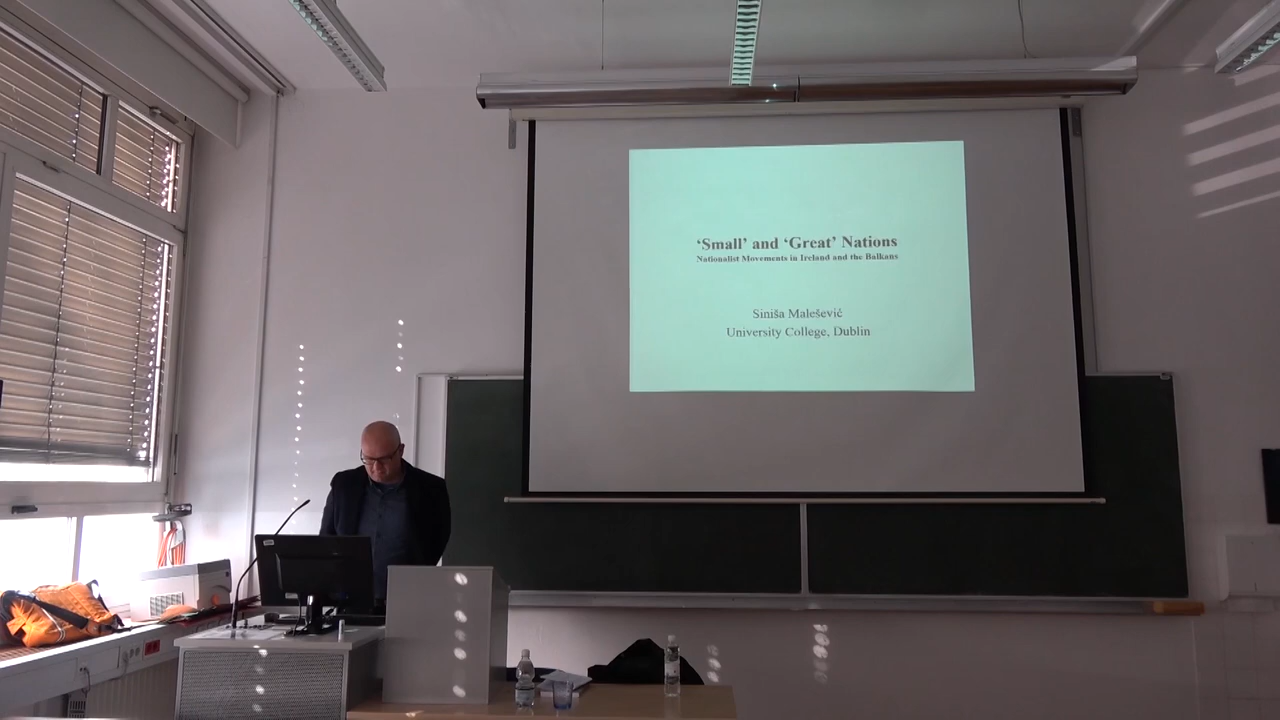 ‘Small’ and ‘Great’ Nations
Nationalist Movements in Ireland and the Balkans
Siniša Malešević
University College, Dublin